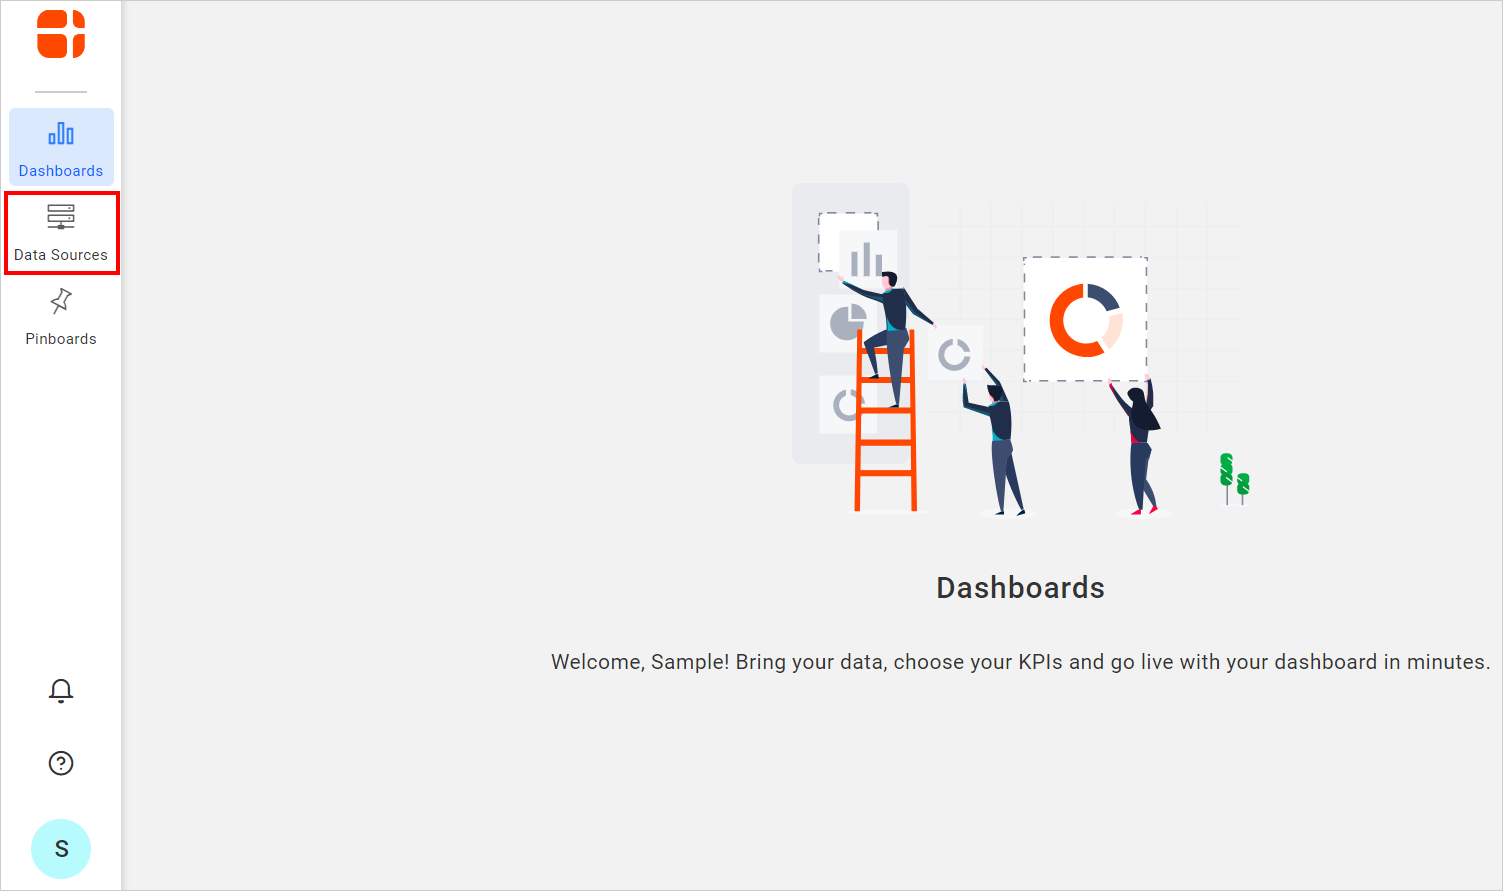 Dashboards
Data Sources
Pinboards
S
Dashboards
Welcome, Sample! Bring your data, choose your KPIs and go live with your dashboard in minutes.